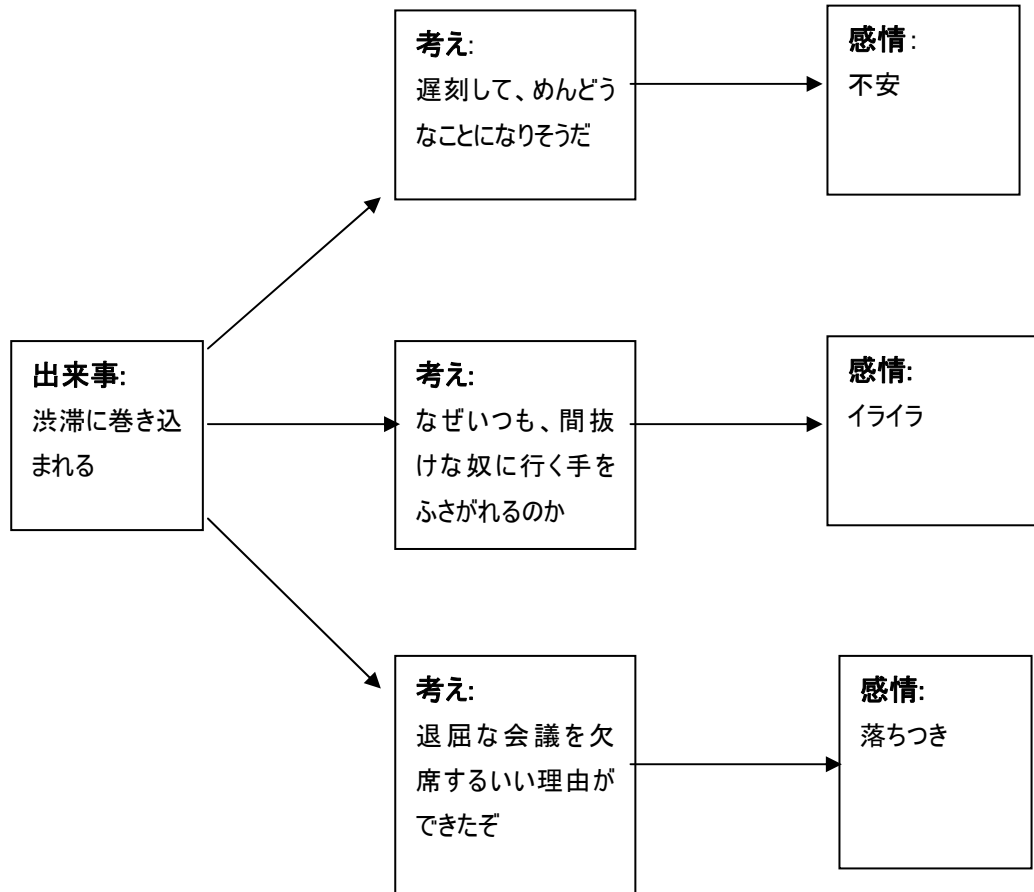 考え:
遅刻して、めんどう
なことになりそうだ
感情:
不安
出来事:
渋滞に巻き込
まれる
考え:
なぜいつも、間抜
けな奴に行く手を
ふさがれるのか
感情:
イライラ
考え:
退屈な会議を欠
席するいい理由が
できたぞ
感情:
落ちつき